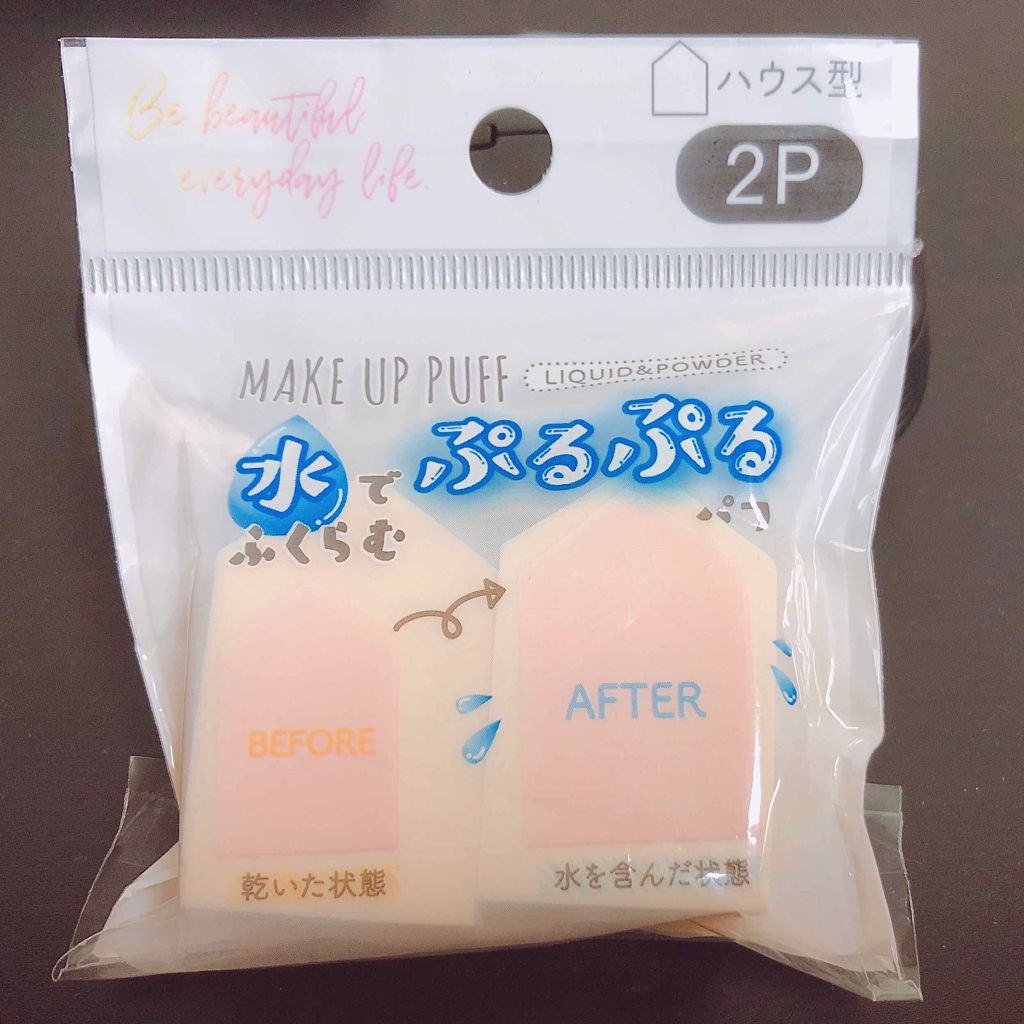 Be beautiful
everyday life.
ハウス型
2P
MAKE UP PUFF
LIQUID&POWDER
水で
ふくらむ
ぷるぷる
パフ
BEFORE
AFTER
乾いた状態
水を含んだ状態